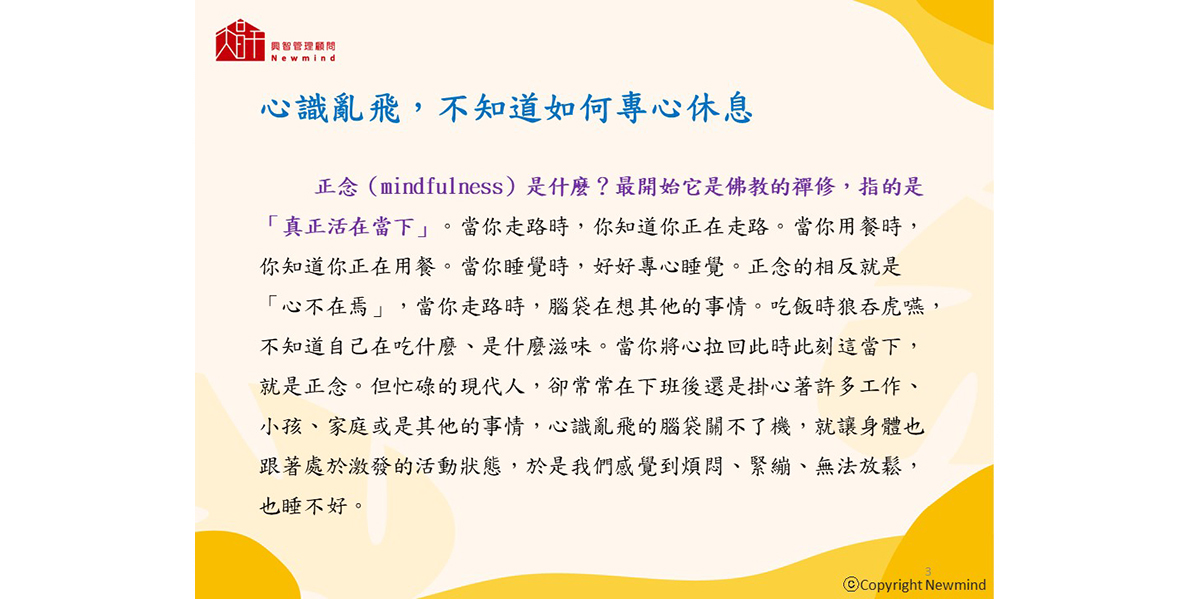 興智管理顧問
Newmind
心識亂飛，不知道如何專心休息
正念（mindfulness）是什麼？最開始它是佛教的禪修，指的是
「真正活在當下」。當你走路時，你知道你正在走路。當你用餐時，
你知道你正在用餐。當你睡覺時，好好專心睡覺。正念的相反就是
「心不在焉」，當你走路時，腦袋在想其他的事情。吃飯時狼吞虎嚥，
不知道自己在吃什麼、是什麼滋味。當你將心拉回此時此刻這當下，
就是正念。但忙碌的現代人，卻常常在下班後還是掛心著許多工作、
小孩、家庭或是其他的事情，心識亂飛的腦袋關不了機，就讓身體也
跟著處於激發的活動狀態，於是我們感覺到煩悶、緊繃、無法放鬆，
也睡不好。
3
ⓒCopyright Newmind